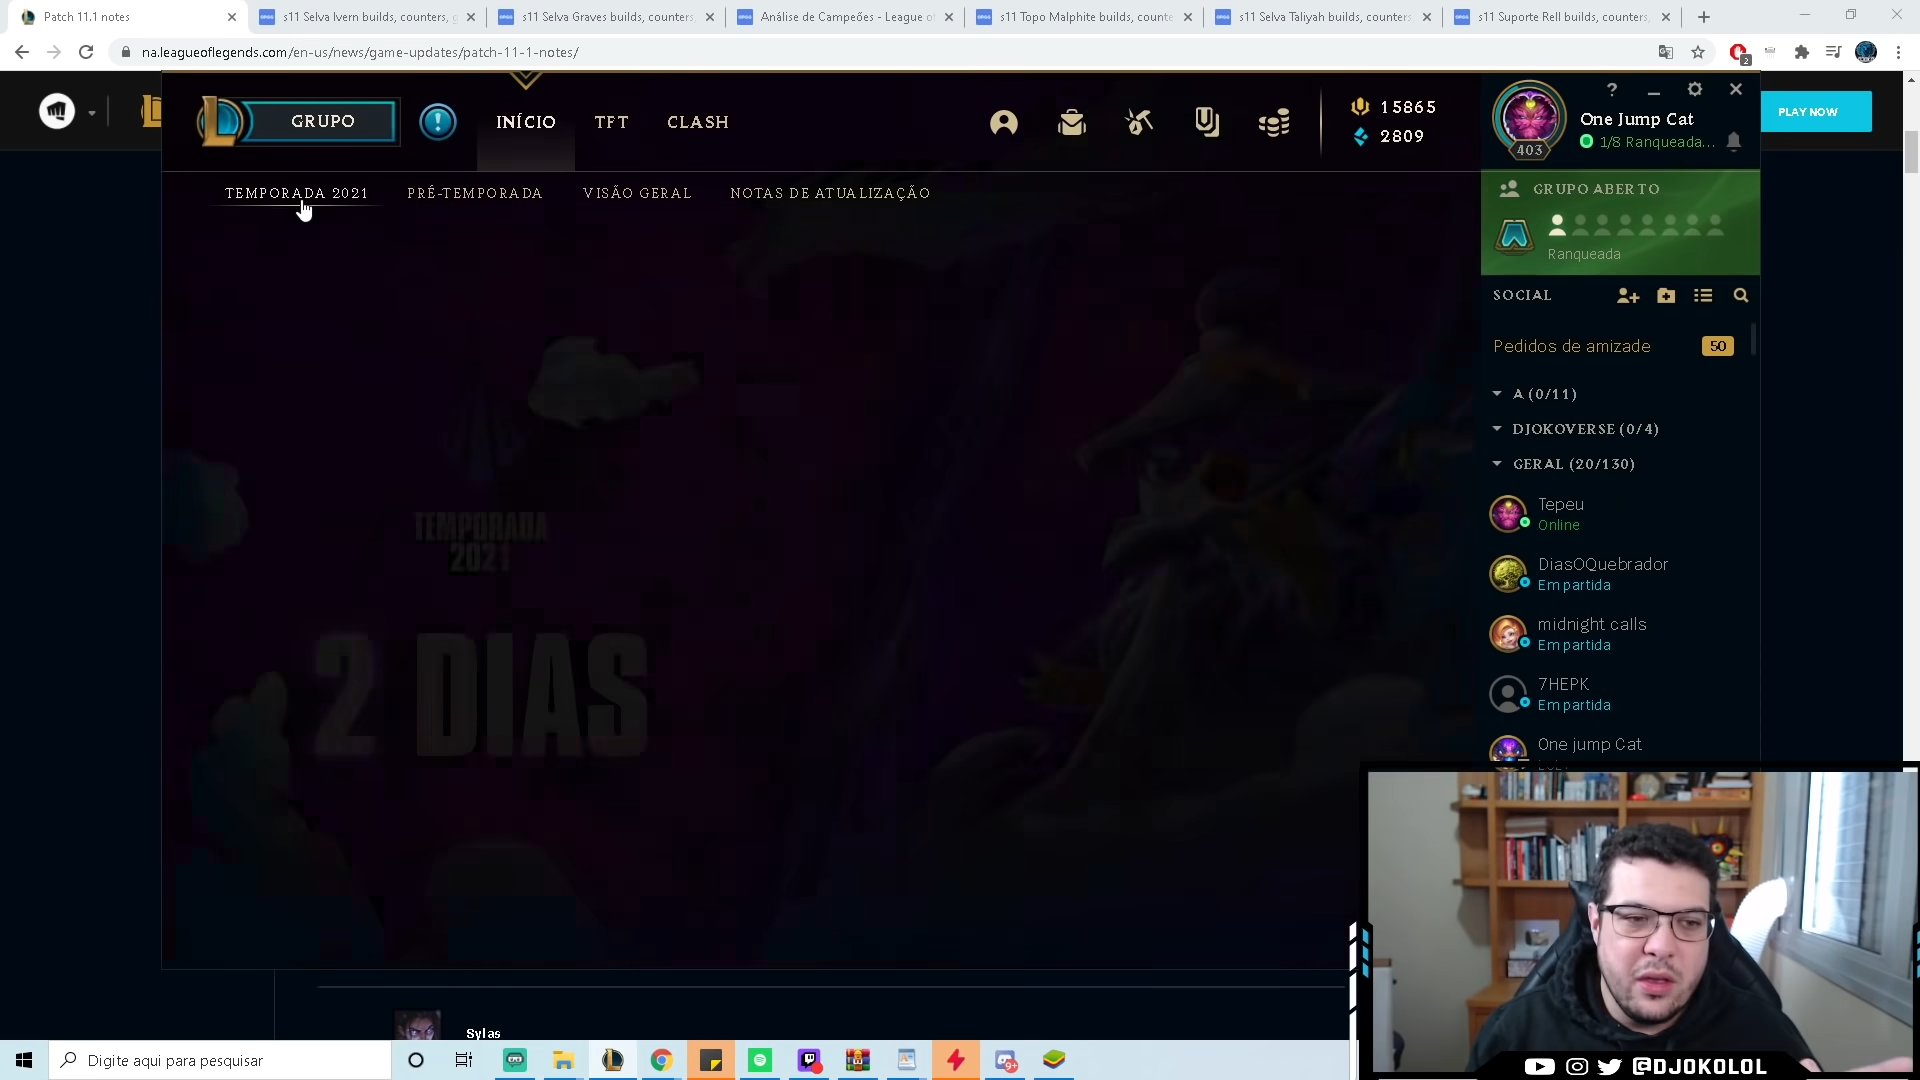 Patch 11.1 notes
s11 Selva Ivern builds, counters, g
s11 Selva Graves builds, counters,
Análise de Campeões - League o
s11 Topo Malphite builds, counte
s11 Selva Taliyah builds, counters
s11 Suporte Rell builds, counters,
na.leagueoflegends.com/en-us/news/game-updates/patch-11-1-notes/
2
GRUPO
INÍCIO
TFT
CLASH
15865
2809
403
One Jump Cat
1/8 Ranqueada...
PLAY NOW
TEMPORADA 2021
PRÉ-TEMPORADA
VISÃO GERAL
NOTAS DE ATUALIZAÇÃO
GRUPO ABERTO
Ranqueada
SOCIAL
Pedidos de amizade
50
A (0/11)
DJOKOVERSE (0/4)
GERAL (20/130)
Tepeu
Online
DiasOQuebrador
Em partida
midnight calls
Em partida
7HEPK
Em partida
One jump Cat
TEMPORADA
2021
2 DIAS
Sylas
Digite aqui para pesquisar
9+
@DJOKOLOL